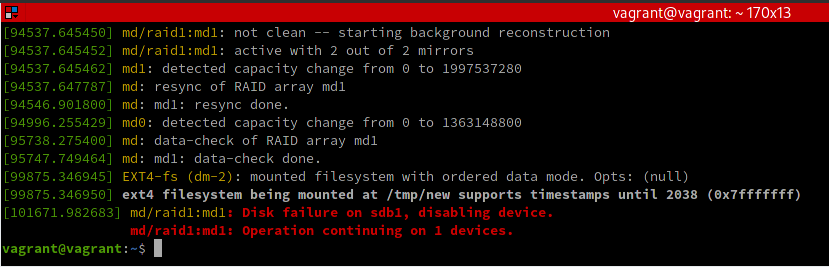 vagrant@vagrant: ~ 170x13
[94537.645450] md/raid1:md1: not clean -- starting background reconstruction
[94537.645452] md/raid1:md1: active with 2 out of 2 mirrors
[94537.645462] md1: detected capacity change from 0 to 1997537280
[94537.647787] md: resync of RAID array md1
[94546.901800] md: md1: resync done.
[94996.255429] md0: detected capacity change from 0 to 1363148800
[95738.275400] md: data-check of RAID array md1
[95747.749464] md: md1: data-check done.
[99875.346945] EXT4-fs (dm-2): mounted filesystem with ordered data mode. Opts: (null)
[99875.346950] ext4 filesystem being mounted at /tmp/new supports timestamps until 2038 (0x7fffffff)
[101671.982683] md/raid1:md1: Disk failure on sdb1, disabling device.
md/raid1:md1: Operation continuing on 1 devices.
vagrant@vagrant:~$